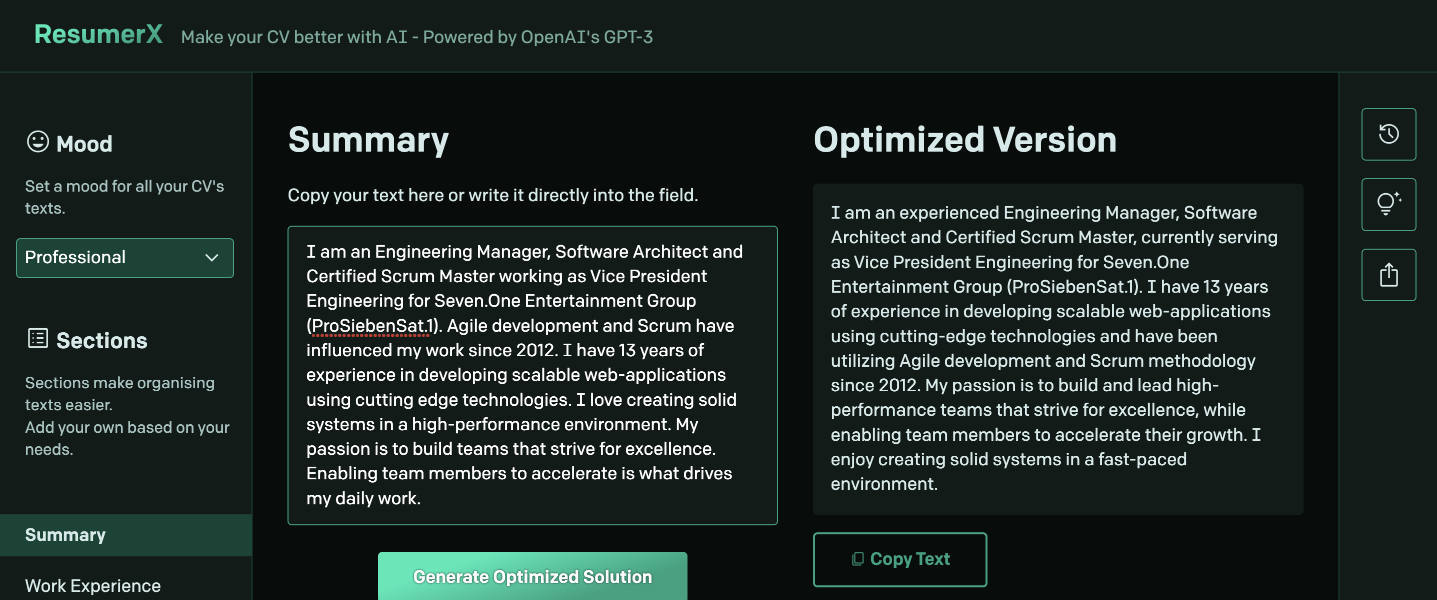 ResumerX
Make your CV better with AI - Powered by OpenAI's GPT-3
Mood
Set a mood for all your CV's
texts.
Professional
Sections
Sections make organising
texts easier.
Add your own based on your
needs.
Summary
Work Experience
Summary
Copy your text here or write it directly into the field.
I am an Engineering Manager, Software Architect and
Certified Scrum Master working as Vice President
Engineering for Seven.One Entertainment Group
(ProSiebenSat.1). Agile development and Scrum have
influenced my work since 2012. I have 13 years of
experience in developing scalable web-applications
using cutting edge technologies. I love creating solid
systems in a high-performance environment. My
passion is to build teams that strive for excellence.
Enabling team members to accelerate is what drives
my daily work.
Generate Optimized Solution
Optimized Version
I am an experienced Engineering Manager, Software
Architect and Certified Scrum Master, currently serving
as Vice President Engineering for Seven.One
Entertainment Group (ProSiebenSat.1). I have 13 years
of experience in developing scalable web-applications
using cutting-edge technologies and have been
utilizing Agile development and Scrum methodology
since 2012. My passion is to build and lead high-
performance teams that strive for excellence, while
enabling team members to accelerate their growth. I
enjoy creating solid systems in a fast-paced
environment.
Copy Text